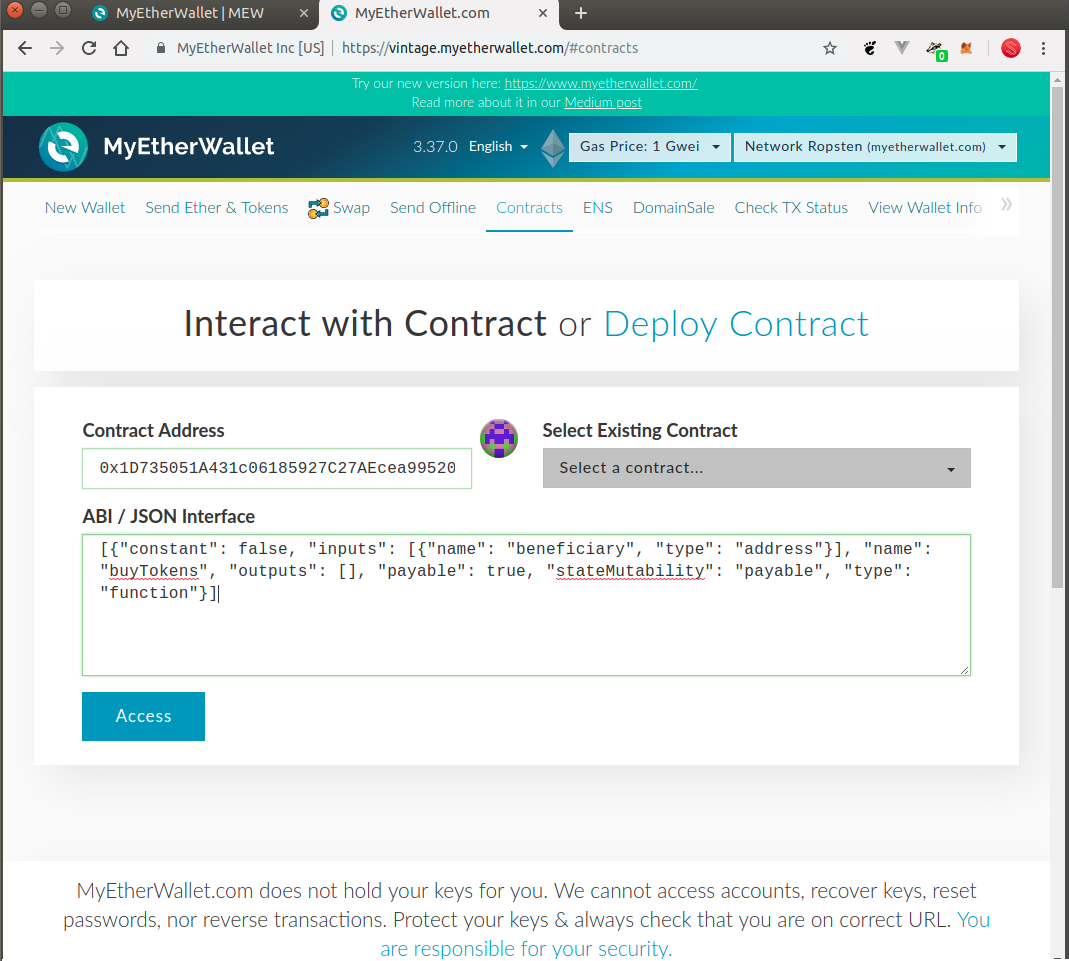 MyEtherWallet | MEW
MyEtherWallet.com
MyEtherWallet Inc [US] | https://vintage.myetherwallet.com/#contracts
0
Try our new version here: https://www.myetherwallet.com/
Read more about it in our Medium post
MyEtherWallet
3.37.0 English
Gas Price: 1 Gwei
Network Ropsten (myetherwallet.com)
New Wallet Send Ether & Tokens Swap Send Offline Contracts ENS DomainSale Check TX Status View Wallet Info »
Interact with Contract or Deploy Contract
Contract Address
Select Existing Contract
0x1D735051A431c06185927C27AEcea99520
Select a contract...
ABI / JSON Interface
[{"constant": false, "inputs": [{"name": "beneficiary", "type": "address"}], "name":
"buyTokens", "outputs": [], "payable": true, "stateMutability": "payable", "type":
"function"}]
Access
MyEtherWallet.com does not hold your keys for you. We cannot access accounts, recover keys, reset
passwords, nor reverse transactions. Protect your keys & always check that you are on correct URL. You
are responsible for your security.